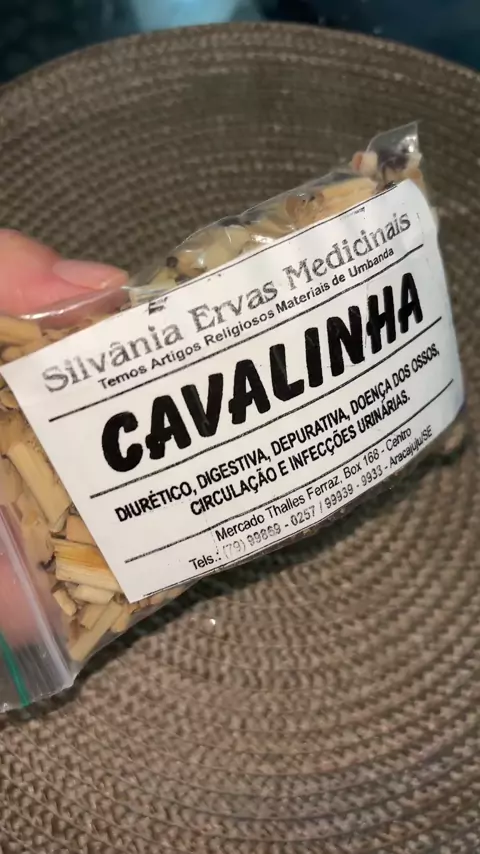 Silvânia Ervas Medicinais
Temos Artigos Religiosos Materiais de Umbanda
CAVALINHA
DIURÉTICO, DIGESTIVA, DEPURATIVA, DOENÇA DOS OSSOS,
CIRCULAÇÃO E INFECÇÕES URINÁRIAS.
Mercado Thalles Ferraz, Box 168 - Centro
Tels.: (79) 99869 - 0257 / 99939 - 9933 - Aracajuju/SE